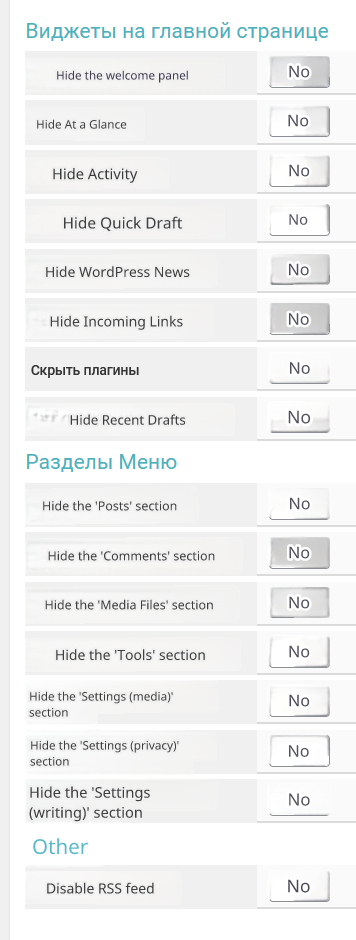 Виджеты на главной странице
Hide the welcome panel No
Hide At a Glance No
Hide Activity No
Hide Quick Draft No
Hide WordPress News No
Hide Incoming Links No
Скрыть плагины No
Hide Recent Drafts No
Разделы Меню
Hide the 'Posts' section No
Hide the 'Comments' section No
Hide the 'Media Files' section No
Hide the 'Tools' section No
Hide the 'Settings (media)'
section No
Hide the 'Settings (privacy)'
section No
Hide the 'Settings
(writing)' section No
Other
Disable RSS feed No